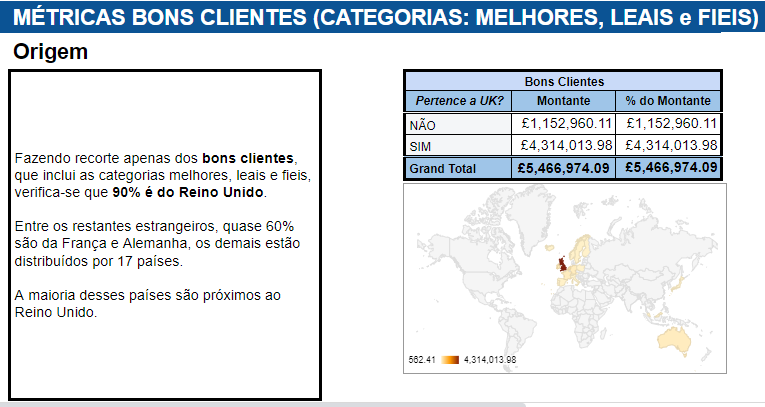 MÉTRICAS BONS CLIENTES (CATEGORIAS: MELHORES, LEAIS e FIEIS)
Origem
Fazendo recorte apenas dos bons clientes,
que inclui as categorias melhores, leais e fieis,
verifica-se que 90% é do Reino Unido.
Entre os restantes estrangeiros, quase 60%
são da França e Alemanha, os demais estão
distribuídos por 17 países.
A maioria desses países são próximos ao
Reino Unido.
Bons Clientes
Pertence a UK? Montante % do Montante
NÃO £1,152,960.11 £1,152,960.11
SIM £4,314,013.98 £4,314,013.98
Grand Total £5,466,974.09 £5,466,974.09
562.41 4,314,013.98